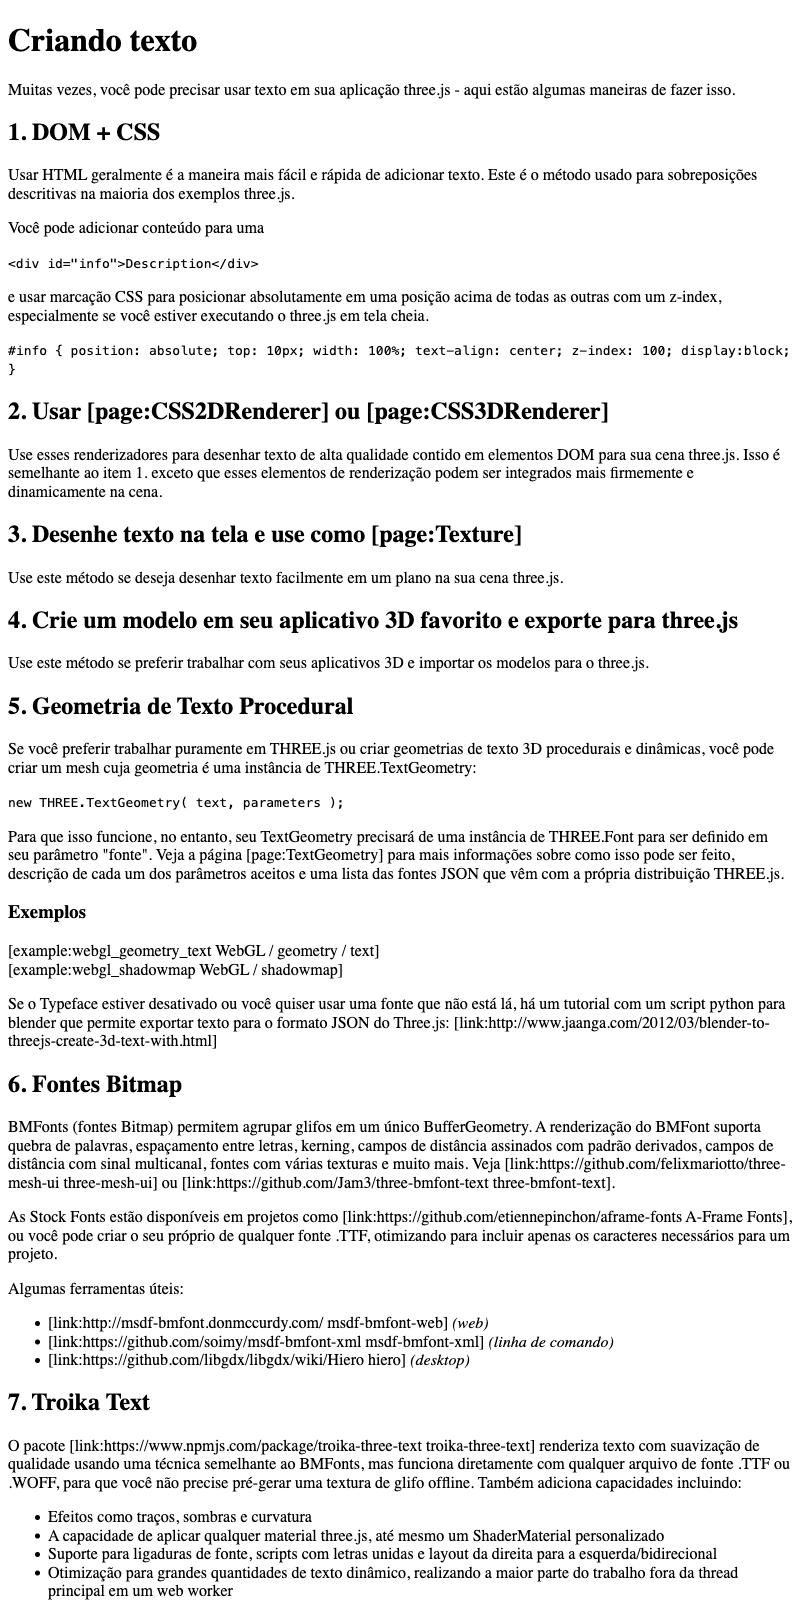 Criando texto
Muitas vezes, você pode precisar usar texto em sua aplicação three.js - aqui estão algumas maneiras de fazer isso.
1. DOM + CSS
Usar HTML geralmente é a maneira mais fácil e rápida de adicionar texto. Este é o método usado para sobreposições
descritivas na maioria dos exemplos three.js.
Você pode adicionar conteúdo para uma
<div id="info">Description</div>
e usar marcação CSS para posicionar absolutamente em uma posição acima de todas as outras com um z-index,
especialmente se você estiver executando o three.js em tela cheia.
#info { position: absolute; top: 10px; width: 100%; text-align: center; z-index: 100; display:block;
}
2. Usar [page:CSS2DRenderer] ou [page:CSS3DRenderer]
Use esses renderizadores para desenhar texto de alta qualidade contido em elementos DOM para sua cena three.js. Isso é
semelhante ao item 1. exceto que esses elementos de renderização podem ser integrados mais firmemente e
dinamicamente na cena.
3. Desenhe texto na tela e use como [page:Texture]
Use este método se deseja desenhar texto facilmente em um plano na sua cena three.js.
4. Crie um modelo em seu aplicativo 3D favorito e exporte para three.js
Use este método se preferir trabalhar com seus aplicativos 3D e importar os modelos para o three.js.
5. Geometria de Texto Procedural
Se você preferir trabalhar puramente em THREE.js ou criar geometrias de texto 3D procedurais e dinâmicas, você pode
criar um mesh cuja geometria é uma instância de THREE.TextGeometry:
new THREE.TextGeometry( text, parameters );
Para que isso funcione, no entanto, seu TextGeometry precisará de uma instância de THREE.Font para ser definido em
seu parâmetro "fonte". Veja a página [page:TextGeometry] para mais informações sobre como isso pode ser feito,
descrição de cada um dos parâmetros aceitos e uma lista das fontes JSON que vêm com a própria distribuição THREE.js.
Exemplos
[example:webgl_geometry_text WebGL / geometry / text]
[example:webgl_shadowmap WebGL / shadowmap]
Se o Typeface estiver desativado ou você quiser usar uma fonte que não está lá, há um tutorial com um script python para
blender que permite exportar texto para o formato JSON do Three.js: [link:http://www.jaanga.com/2012/03/blender-to-
threejs-create-3d-text-with.html]
6. Fontes Bitmap
BMFonts (fontes Bitmap) permitem agrupar glifos em um único BufferGeometry. A renderização do BMFont suporta
quebra de palavras, espaçamento entre letras, kerning, campos de distância assinados com padrão derivados, campos de
distância com sinal multicanal, fontes com várias texturas e muito mais. Veja [link:https://github.com/felixmariotto/three-
mesh-ui three-mesh-ui] ou [link:https://github.com/Jam3/three-bmfont-text three-bmfont-text].
As Stock Fonts estão disponíveis em projetos como [link:https://github.com/etiennepinchon/aframe-fonts A-Frame Fonts],
ou você pode criar o seu próprio de qualquer fonte .TTF, otimizando para incluir apenas os caracteres necessários para um
projeto.
Algumas ferramentas úteis:
• [link:http://msdf-bmfont.donmccurdy.com/ msdf-bmfont-web] (web)
• [link:https://github.com/soimy/msdf-bmfont-xml msdf-bmfont-xml] (linha de comando)
• [link:https://github.com/libgdx/libgdx/wiki/Hiero hiero] (desktop)
7. Troika Text
O pacote [link:https://www.npmjs.com/package/troika-three-text troika-three-text] renderiza texto com suavização de
qualidade usando uma técnica semelhante ao BMFonts, mas funciona diretamente com qualquer arquivo de fonte .TTF ou
.WOFF, para que você não precise pré-gerar uma textura de glifo offline. Também adiciona capacidades incluindo:
• Efeitos como traços, sombras e curvatura
• A capacidade de aplicar qualquer material three.js, até mesmo um ShaderMaterial personalizado
• Suporte para ligaduras de fonte, scripts com letras unidas e layout da direita para a esquerda/bidirecional
• Otimização para grandes quantidades de texto dinâmico, realizando a maior parte do trabalho fora da thread
principal em um web worker